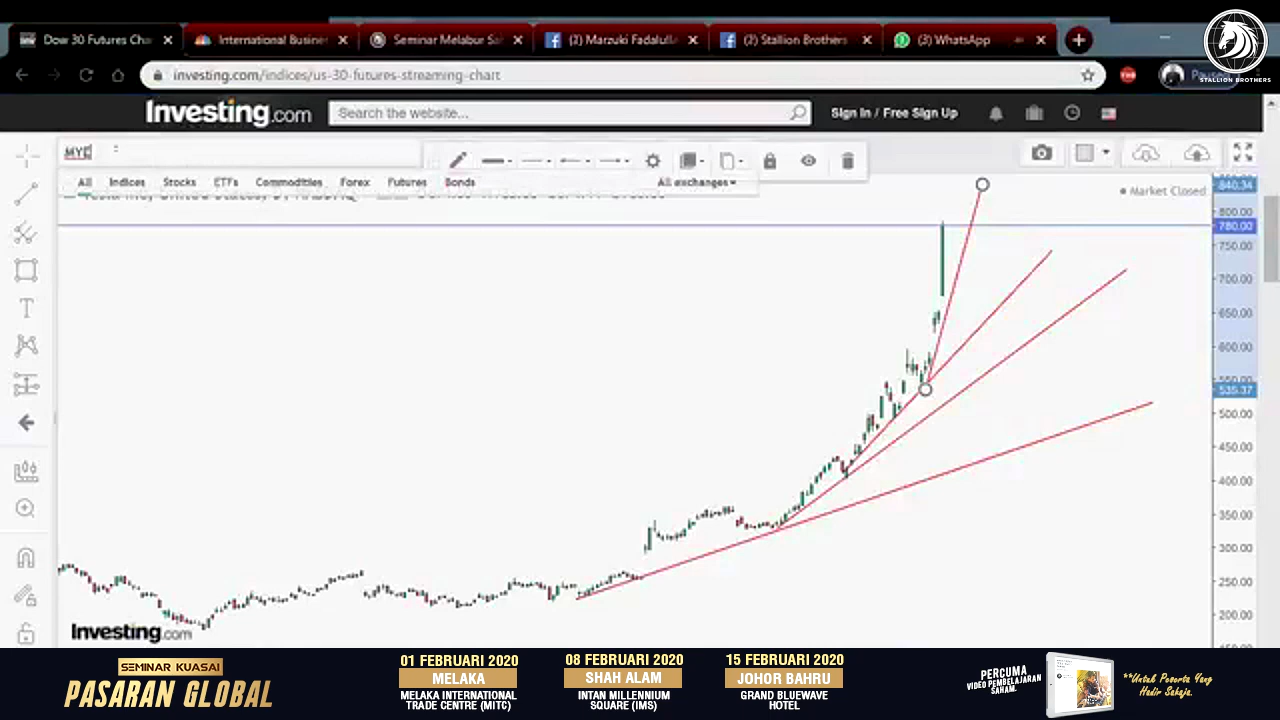 Dow 30 Futures Cha
International Busine
Seminar Melabur Sa
(2) Marzuki Fadalull
(2) Stallion Brothers
(3) WhatsApp
STALLION BROTHERS
investing.com/indices/us-30-futures-streaming-chart
Paused
Investing.com
Search the website...
Sign In / Free Sign Up
All
Indices
Stocks
ETFs
Commodities
Forex
Futures
Bonds
All exchanges
Market Closed
840.34
800.00
780.00
750.00
700.00
650.00
600.00
550.00
535.37
500.00
450.00
400.00
350.00
300.00
250.00
200.00
Investing.com
SEMINAR KUASAI
PASARAN GLOBAL
01 FEBRUARI 2020
MELAKA
MELAKA INTERNATIONAL
TRADE CENTRE (MITC)
08 FEBRUARI 2020
SHAH ALAM
INTAN MILLENNIUM
SQUARE (IMS)
15 FEBRUARI 2020
JOHOR BAHRU
GRAND BLUEWAVE
HOTEL
PERCUMA
VIDEO PEMBELAJARAN
SAHAM.
**Untuk Peserta Yang
Hadir Sahaja.